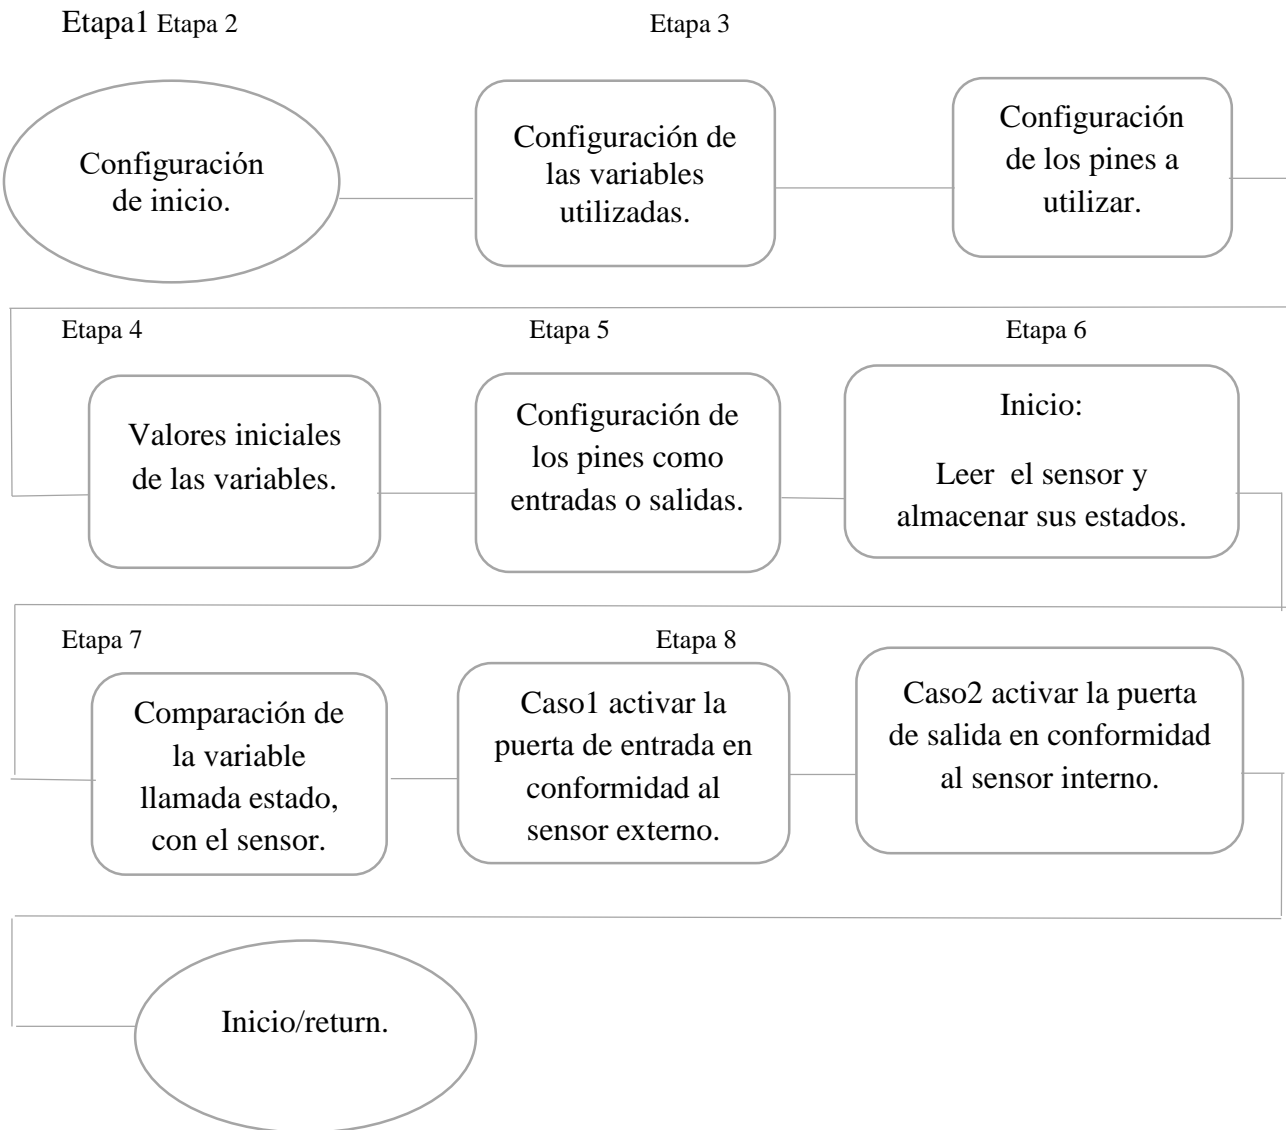 Etapa1 Etapa 2 Etapa 3
Configuración
de inicio.
Configuración de
las variables
utilizadas.
Configuración
de los pines a
utilizar.
Etapa 4 Etapa 5 Etapa 6
Valores iniciales
de las variables.
Configuración de
los pines como
entradas o salidas.
Inicio:
Leer el sensor y
almacenar sus estados.
Etapa 7 Etapa 8
Comparación de
la variable
llamada estado,
con el sensor.
Caso1 activar la
puerta de entrada en
conformidad al
sensor externo.
Caso2 activar la puerta
de salida en conformidad
al sensor interno.
Inicio/return.